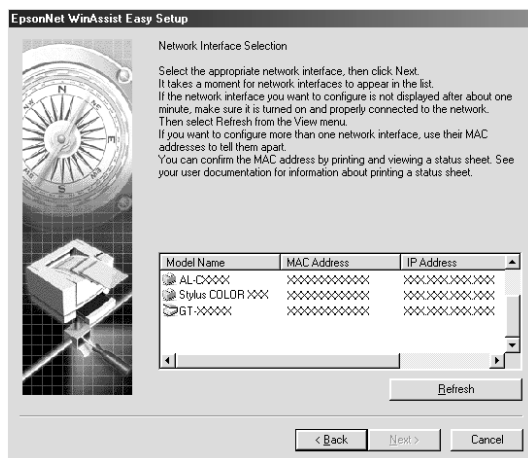 EpsonNet WinAssist Easy Setup
Network Interface Selection
Select the appropriate network interface, then click Next.
It takes a moment for network interfaces to appear in the list.
If the network interface you want to configure is not displayed after about one
minute, make sure it is turned on and properly connected to the network.
Then select Refresh from the View menu.
If you want to configure more than one network interface, use their MAC
addresses to tell them apart.
You can confirm the MAC address by printing and viewing a status sheet. See
your user documentation for information about printing a status sheet.
Model Name MAC Address IP Address
AL-CXXXX XXXXXXXXXXXX XXX.XXX.XXX.XXX
Stylus COLOR XXX XXXXXXXXXXXX XXX.XXX.XXX.XXX
GT-XXXXX XXXXXXXXXXXX XXX.XXX.XXX.XXX
Refresh
< Back Next > Cancel
N
E
S
W